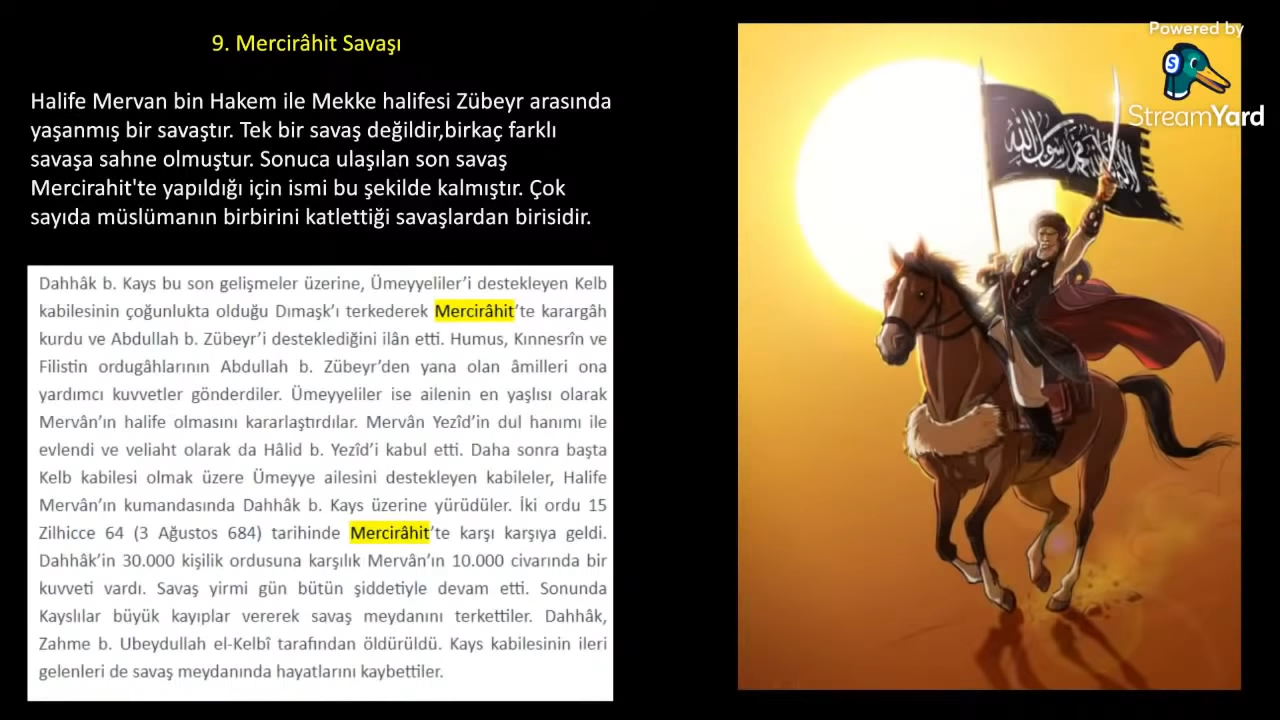 9. Mercirâhit Savaşı
Halife Mervan bin Hakem ile Mekke halifesi Zübeyr arasında
yaşanmış bir savaştır. Tek bir savaş değildir,birkaç farklı
savaşa sahne olmuştur. Sonuca ulaşılan son savaş
Mercirahit'te yapıldığı için ismi bu şekilde kalmıştır. Çok
sayıda müslümanın birbirini katlettiği savaşlardan birisidir.
Dahhâk b. Kays bu son gelişmeler üzerine, Ümeyyeliler’i destekleyen Kelb
kabilesinin çoğunlukta olduğu Dımaşk’ı terkederek Mercirâhit’te karargâh
kurdu ve Abdullah b. Zübeyr’i desteklediğini ilân etti. Humus, Kınnesrîn ve
Filistin ordugâhlarının Abdullah b. Zübeyr’den yana olan âmilleri ona
yardımcı kuvvetler gönderdiler. Ümeyyeliler ise ailenin en yaşlısı olarak
Mervân’ın halife olmasını kararlaştırdılar. Mervân Yezîd’in dul hanımı ile
evlendi ve veliaht olarak da Hâlid b. Yezîd’i kabul etti. Daha sonra başta
Kelb kabilesi olmak üzere Ümeyye ailesini destekleyen kabileler, Halife
Mervân’ın kumandasında Dahhâk b. Kays üzerine yürüdüler. İki ordu 15
Zilhicce 64 (3 Ağustos 684) tarihinde Mercirâhit’te karşı karşıya geldi.
Dahhâk’in 30.000 kişilik ordusuna karşılık Mervân’ın 10.000 civarında bir
kuvveti vardı. Savaş yirmi gün bütün şiddetiyle devam etti. Sonunda
Kayslılar büyük kayıplar vererek savaş meydanını terkettiler. Dahhâk,
Zahme b. Ubeydullah el-Kelbî tarafından öldürüldü. Kays kabilesinin ileri
gelenleri de savaş meydanında hayatlarını kaybettiler.
Powered by
S
StreamYard